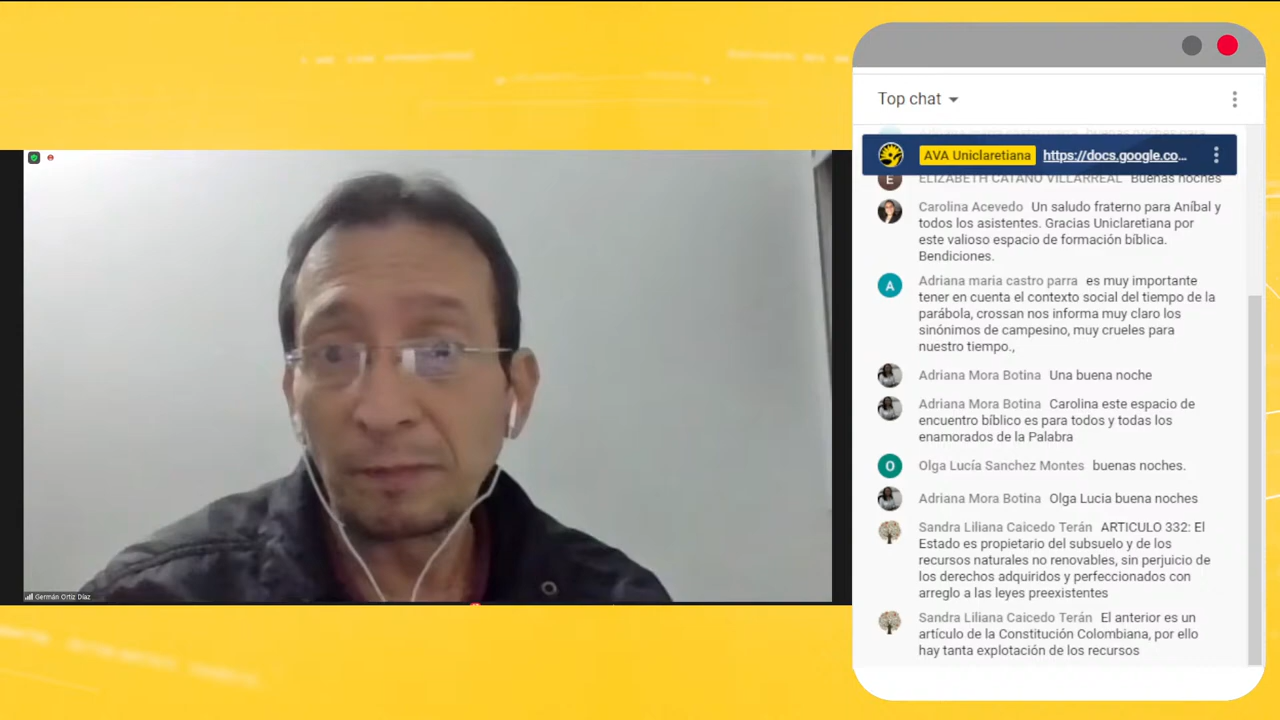 Top chat
AVA Uniclaretiana https://docs.google.co...
ELIZABETH CATAÑO VILLARREAL Buenas noches
Carolina Acevedo Un saludo fraterno para Aníbal y
todos los asistentes. Gracias Uniclaretiana por
este valioso espacio de formación bíblica.
Bendiciones.
A
Adriana maria castro parra es muy importante
tener en cuenta el contexto social del tiempo de la
parábola, crossan nos informa muy claro los
sinónimos de campesino, muy crueles para
nuestro tiempo.,
Adriana Mora Botina Una buena noche
Adriana Mora Botina Carolina este espacio de
encuentro bíblico es para todos y todas los
enamorados de la Palabra
O
Olga Lucía Sanchez Montes buenas noches.
Adriana Mora Botina Olga Lucia buena noches
Sandra Liliana Caicedo Terán ARTICULO 332: El
Estado es propietario del subsuelo y de los
recursos naturales no renovables, sin perjuicio de
los derechos adquiridos y perfeccionados con
arreglo a las leyes preexistentes
Sandra Liliana Caicedo Terán El anterior es un
artículo de la Constitución Colombiana, por ello
hay tanta explotación de los recursos
Germán Ortíz Díaz